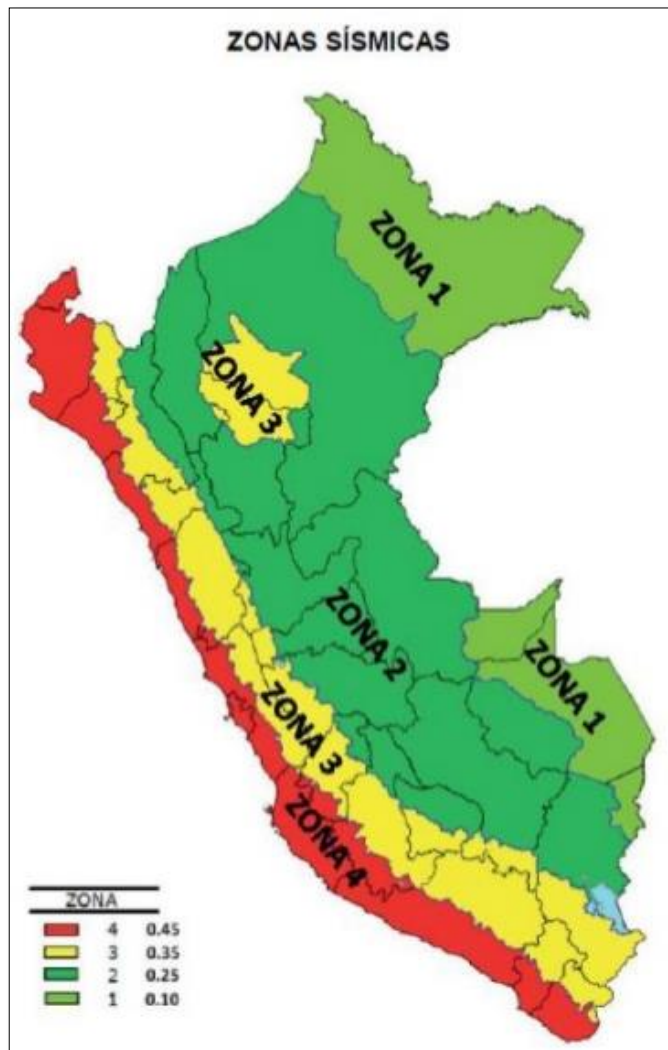 ZONAS SÍSMICAS
ZONA 1
ZONA 3
ZONA 2
ZONA 1
ZONA 3
ZONA 4
ZONA
4 0.45
3 0.35
2 0.25
1 0.10